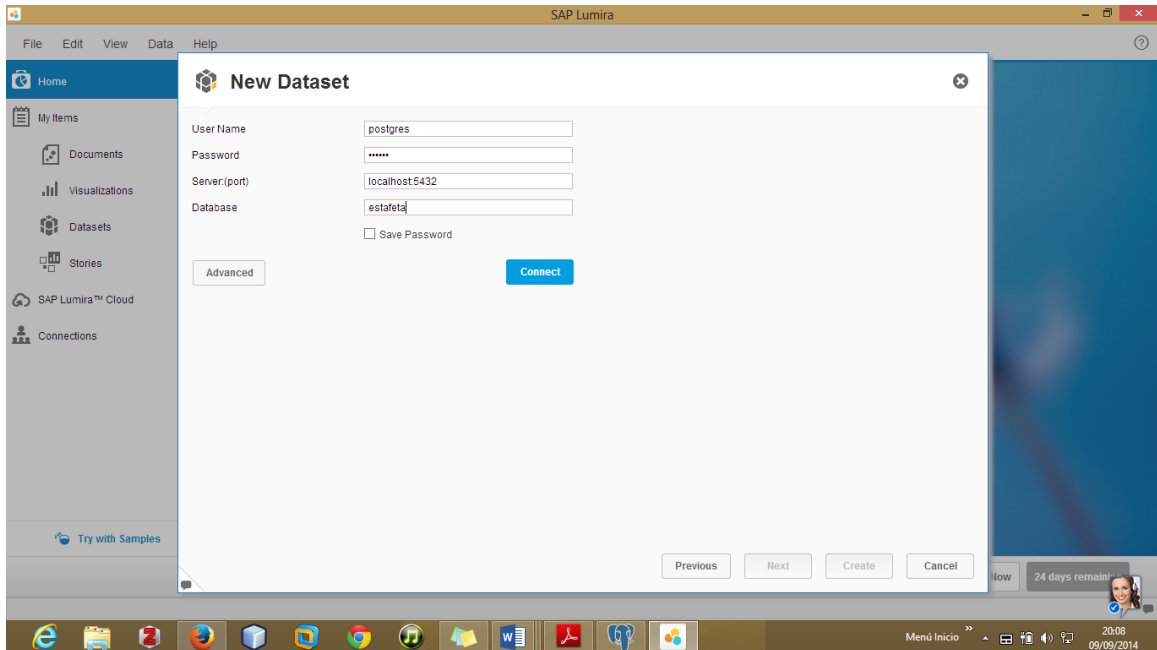 SAP Lumira
File Edit View Data Help
Home
My Items
Documents
Visualizations
Datasets
Stories
SAP Lumira™ Cloud
Connections
Try with Samples
New Dataset
User Name postgres
Password ••••••
Server:(port) localhost:5432
Database estafeta
Save Password
Advanced Connect
Previous Next Create Cancel
Now 24 days
Menú Inicio
20:08
09/09/2014